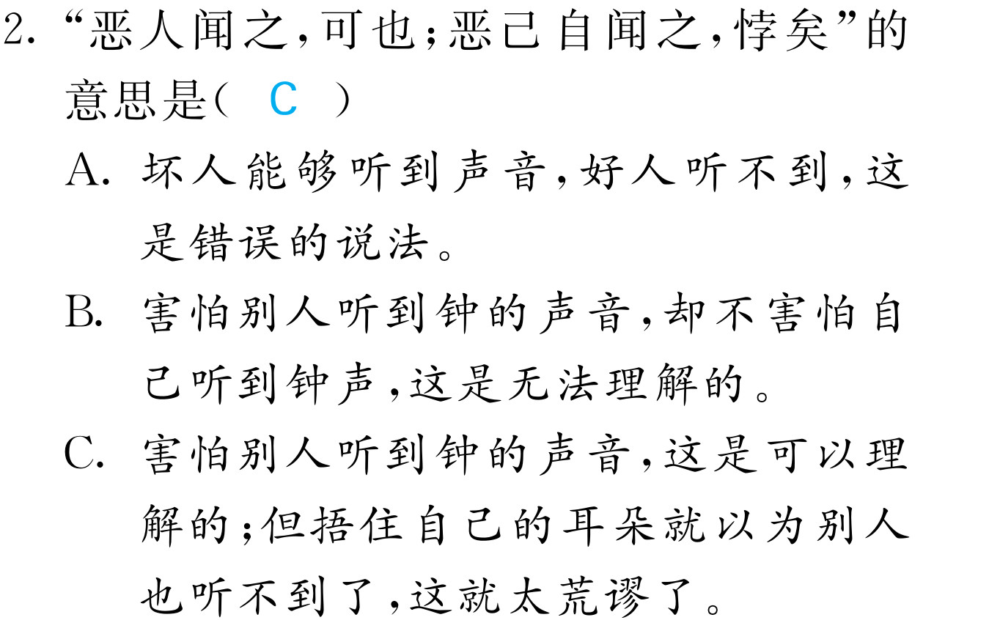 2. “恶人闻之,可也;恶己自闻之,悖矣”的
意思是( C )
A. 坏人能够听到声音,好人听不到,这
是错误的说法。
B. 害怕别人听到钟的声音,却不害怕自
己听到钟声,这是无法理解的。
C. 害怕别人听到钟的声音,这是可以理
解的;但捂住自己的耳朵就以为别人
也听不到了,这就太荒谬了。